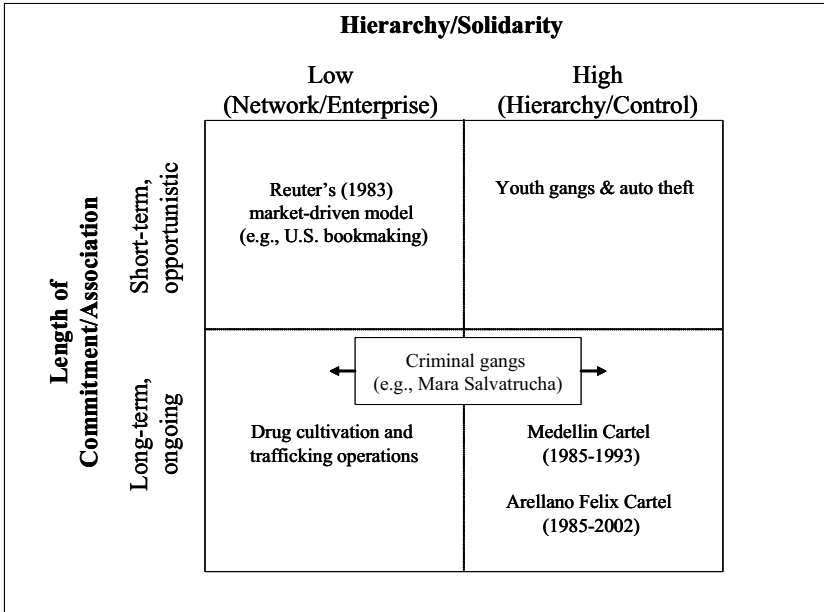 Hierarchy/Solidarity
Low
(Network/Enterprise)
High
(Hierarchy/Control)
Length of
Commitment/Association
Short-term,
opportunistic
Reuter's (1983)
market-driven model
(e.g., U.S. bookmaking)
Youth gangs & auto theft
Long-term,
ongoing
Criminal gangs
(e.g., Mara Salvatrucha)
Drug cultivation and
trafficking operations
Medellin Cartel
(1985-1993)
Arellano Felix Cartel
(1985-2002)